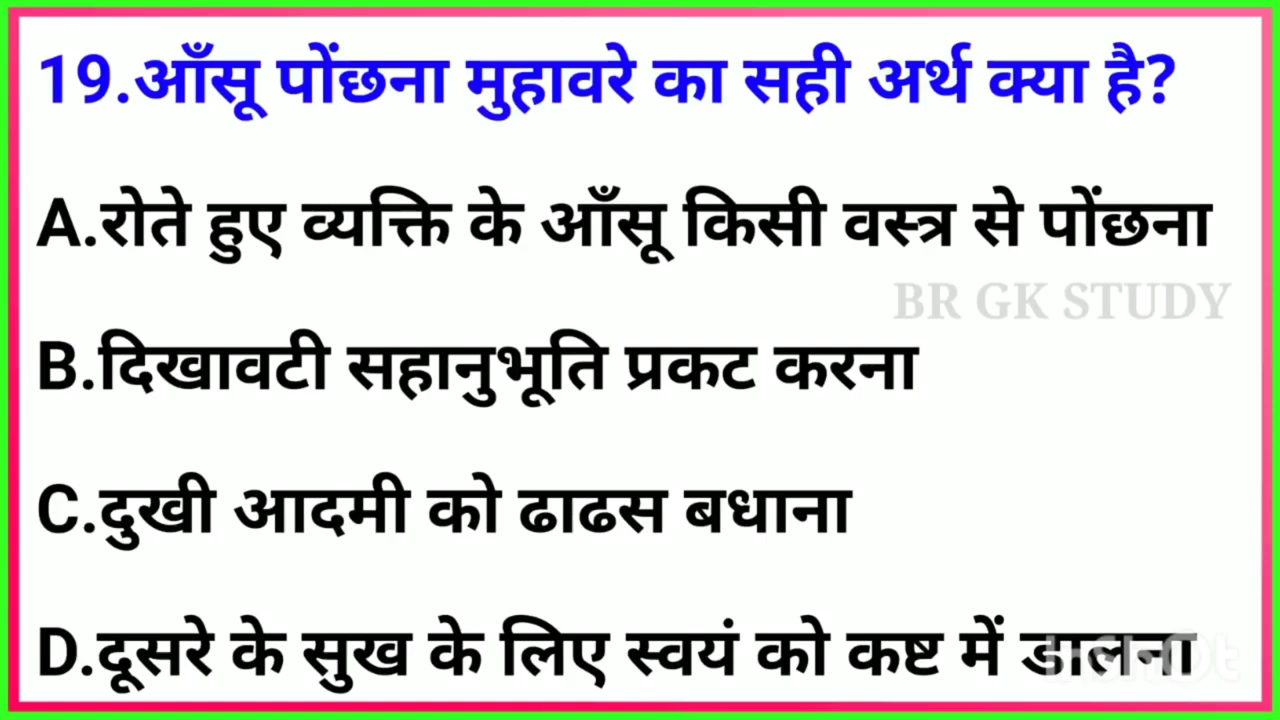 19.आँसू पोंछना मुहावरे का सही अर्थ क्या है?
A.रोते हुए व्यक्ति के आँसू किसी वस्त्र से पोंछना
BR GK STUDY
B.दिखावटी सहानुभूति प्रकट करना
C.दुखी आदमी को ढाढस बधाना
D.दूसरे के सुख के लिए स्वयं को कष्ट में डालना